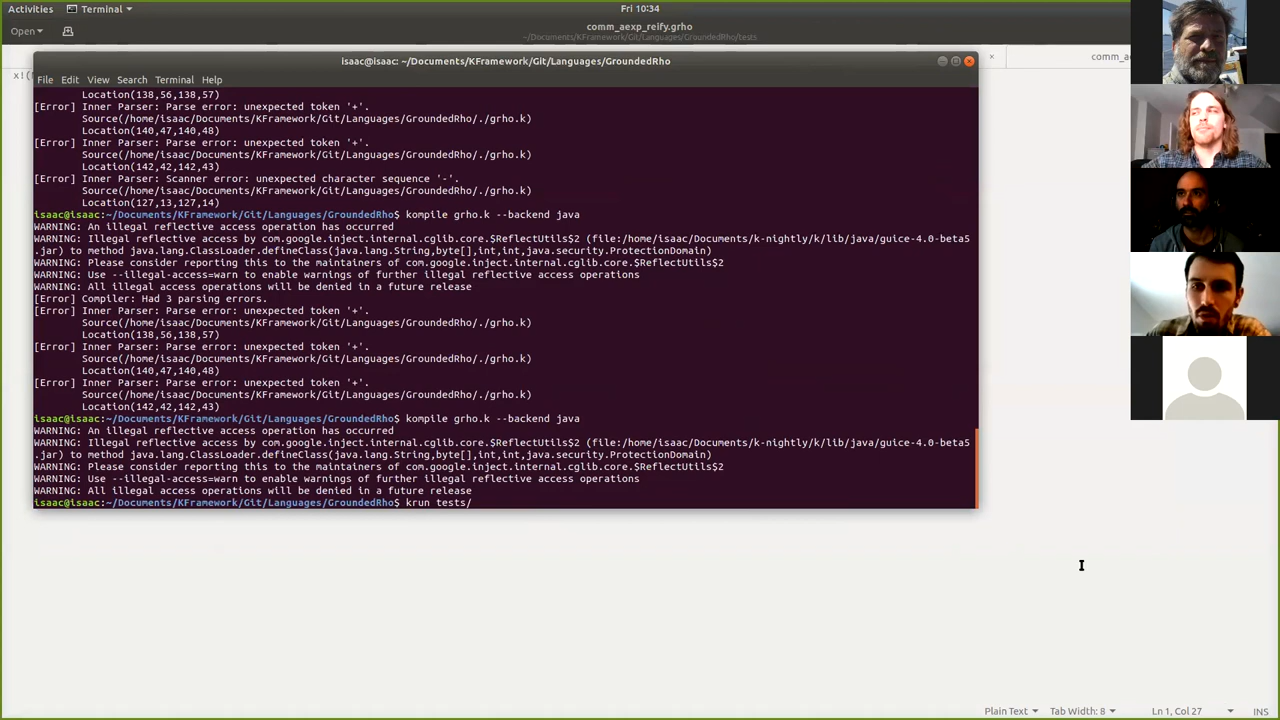 Activities
Terminal
Fri 10:34
Open
comm_aexp_reify.grho
~/Documents/KFramework/Git/Languages/GroundedRho/tests
isaac@isaac: ~/Documents/KFramework/Git/Languages/GroundedRho
File Edit View Search Terminal Help
Location(138,56,138,57)
[Error] Inner Parser: Parse error: unexpected token '+'.
Source(/home/isaac/Documents/KFramework/Git/Languages/GroundedRho/./grho.k)
Location(140,47,140,48)
[Error] Inner Parser: Parse error: unexpected token '+'.
Source(/home/isaac/Documents/KFramework/Git/Languages/GroundedRho/./grho.k)
Location(142,42,142,43)
[Error] Inner Parser: Scanner error: unexpected character sequence '-'.
Source(/home/isaac/Documents/KFramework/Git/Languages/GroundedRho/./grho.k)
Location(127,13,127,14)
isaac@isaac:~/Documents/KFramework/Git/Languages/GroundedRho$ kompile grho.k --backend java
WARNING: An illegal reflective access operation has occurred
WARNING: Illegal reflective access by com.google.inject.internal.cglib.core.$ReflectUtils$2 (file:/home/isaac/Documents/k-nightly/k/lib/java/guice-4.0-beta5
.jar) to method java.lang.ClassLoader.defineClass(java.lang.String,byte[],int,int,java.security.ProtectionDomain)
WARNING: Please consider reporting this to the maintainers of com.google.inject.internal.cglib.core.$ReflectUtils$2
WARNING: Use --illegal-access=warn to enable warnings of further illegal reflective access operations
WARNING: All illegal access operations will be denied in a future release
[Error] Compiler: Had 3 parsing errors.
[Error] Inner Parser: Parse error: unexpected token '+'.
Source(/home/isaac/Documents/KFramework/Git/Languages/GroundedRho/./grho.k)
Location(138,56,138,57)
[Error] Inner Parser: Parse error: unexpected token '+'.
Source(/home/isaac/Documents/KFramework/Git/Languages/GroundedRho/./grho.k)
Location(140,47,140,48)
[Error] Inner Parser: Parse error: unexpected token '+'.
Source(/home/isaac/Documents/KFramework/Git/Languages/GroundedRho/./grho.k)
Location(142,42,142,43)
isaac@isaac:~/Documents/KFramework/Git/Languages/GroundedRho$ kompile grho.k --backend java
WARNING: An illegal reflective access operation has occurred
WARNING: Illegal reflective access by com.google.inject.internal.cglib.core.$ReflectUtils$2 (file:/home/isaac/Documents/k-nightly/k/lib/java/guice-4.0-beta5
.jar) to method java.lang.ClassLoader.defineClass(java.lang.String,byte[],int,int,java.security.ProtectionDomain)
WARNING: Please consider reporting this to the maintainers of com.google.inject.internal.cglib.core.$ReflectUtils$2
WARNING: Use --illegal-access=warn to enable warnings of further illegal reflective access operations
WARNING: All illegal access operations will be denied in a future release
isaac@isaac:~/Documents/KFramework/Git/Languages/GroundedRho$ krun tests/
Plain Text Tab Width: 8 Ln 1, Col 27 INS